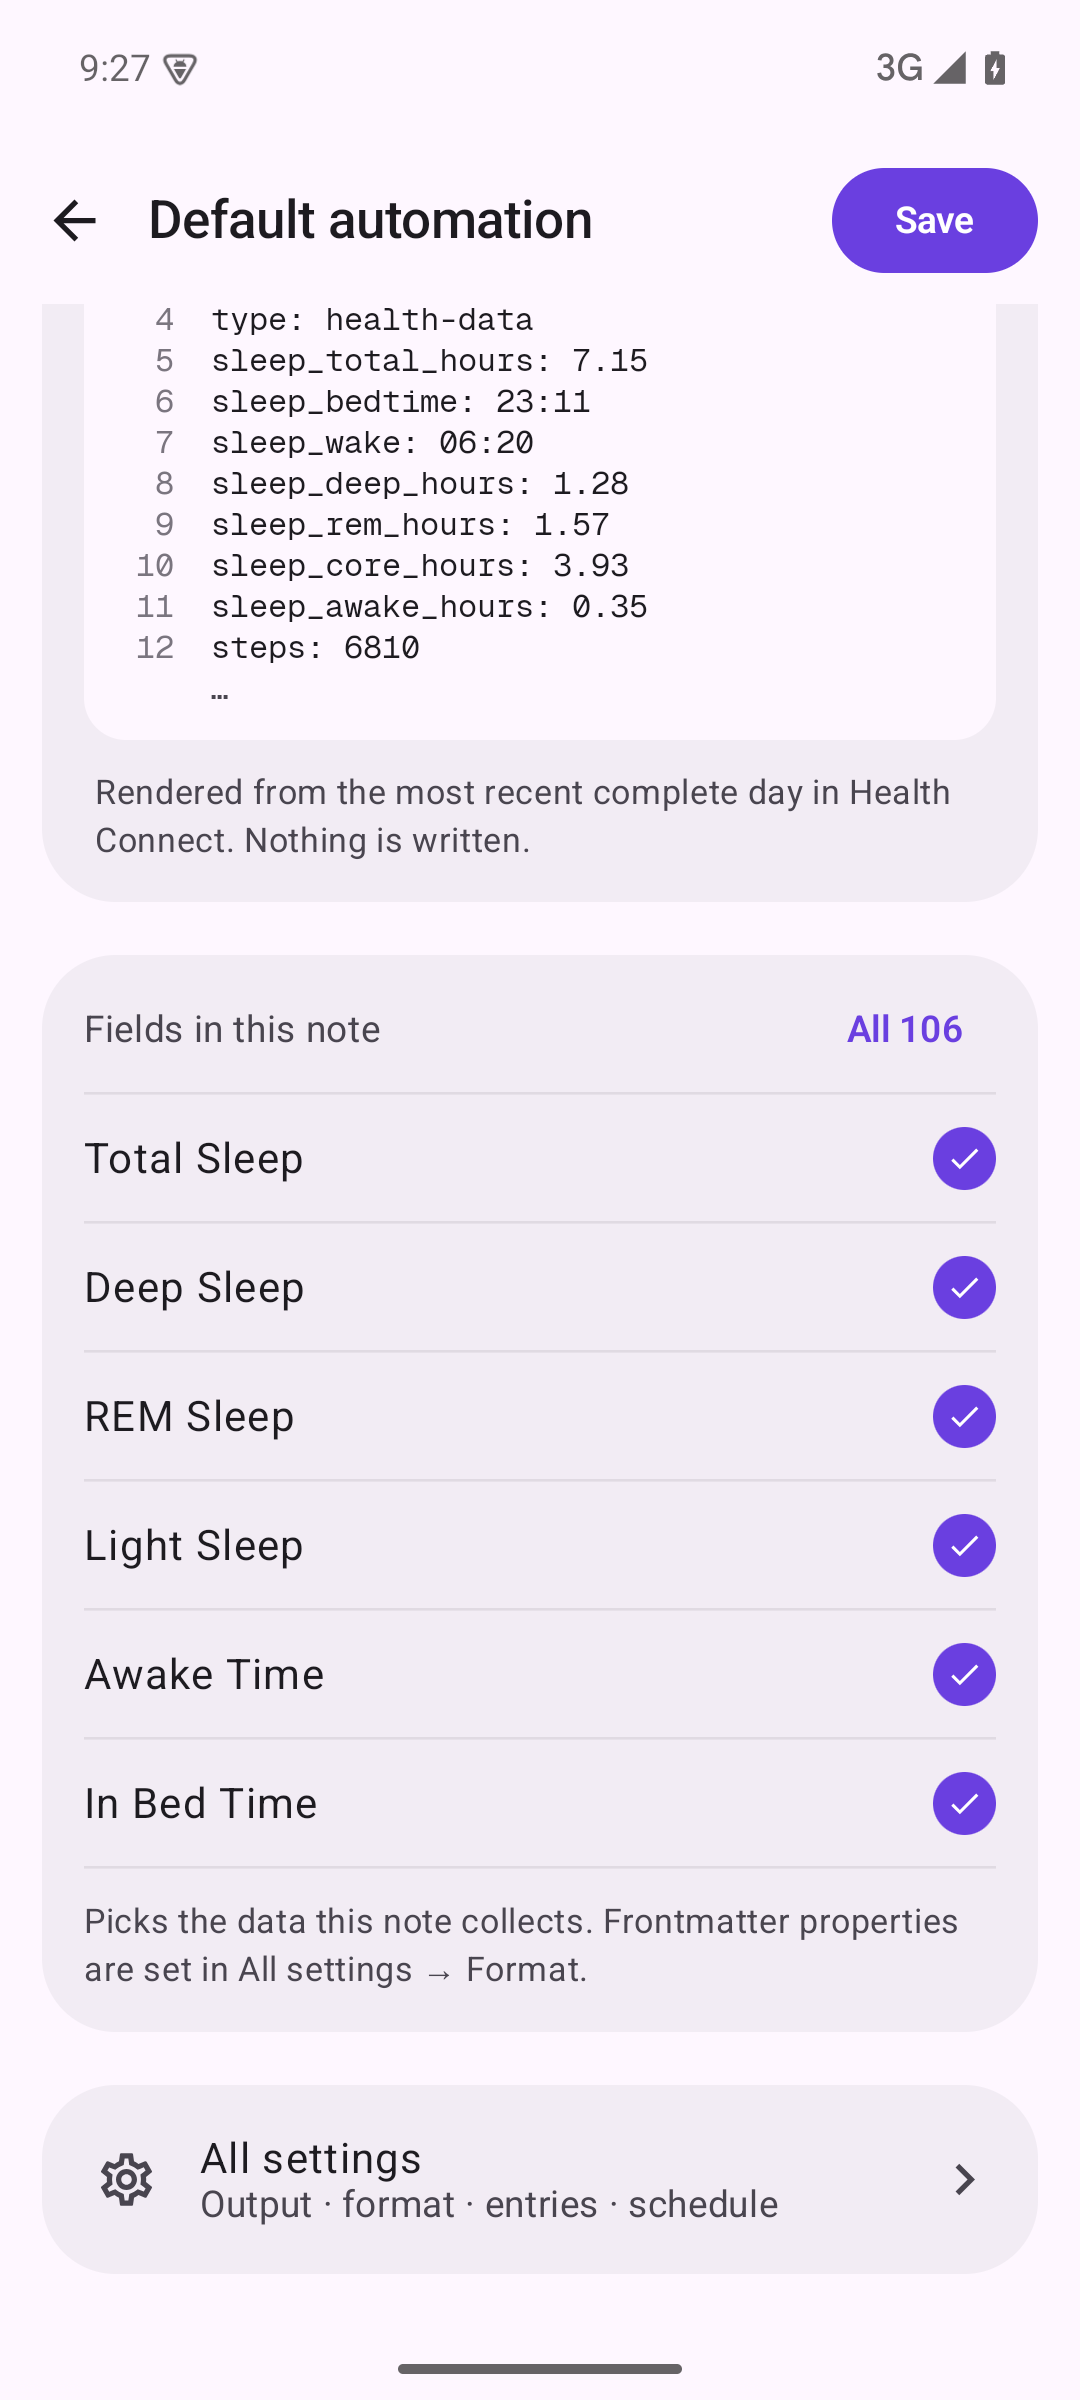 9:27
3G
Default automation
Save
4 type: health-data
5 sleep_total_hours: 7.15
6 sleep_bedtime: 23:11
7 sleep_wake: 06:20
8 sleep_deep_hours: 1.28
9 sleep_rem_hours: 1.57
10 sleep_core_hours: 3.93
11 sleep_awake_hours: 0.35
12 steps: 6810
…
Rendered from the most recent complete day in Health
Connect. Nothing is written.
Fields in this note
All 106
Total Sleep
Deep Sleep
REM Sleep
Light Sleep
Awake Time
In Bed Time
Picks the data this note collects. Frontmatter properties
are set in All settings → Format.
All settings
Output · format · entries · schedule